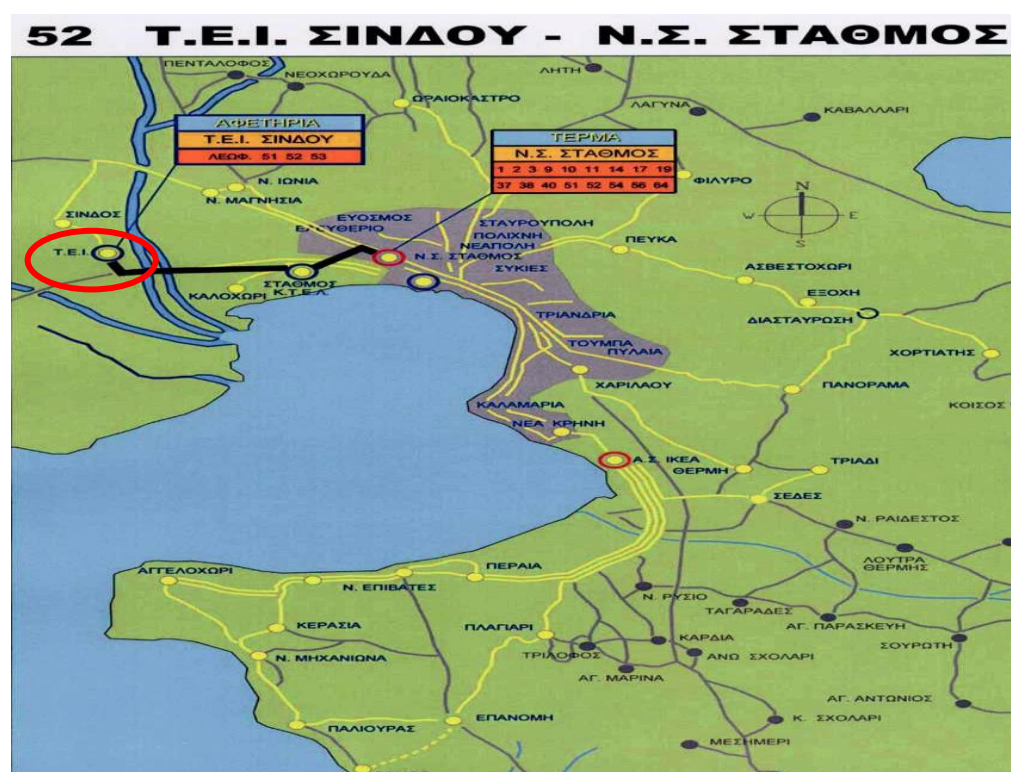 52 Τ.Ε.Ι. ΣΙΝΔΟΥ - Ν.Σ. ΣΤΑΘΜΟΣ
ΠΕΝΤΑΛΟΦΟΣ
ΝΕΟΧΩΡΟΥΔΑ
ΛΗΤΗ
ΩΡΑΙΟΚΑΣΤΡΟ
ΛΑΓΥΝΑ
ΚΑΒΑΛΛΑΡΙ
ΑΦΕΤΗΡΙΑ
Τ.Ε.Ι. ΣΙΝΔΟΥ
ΛΕΩΦ. 51 52 53
ΤΕΡΜΑ
Ν.Σ. ΣΤΑΘΜΟΣ
1 2 3 9 10 11 14 17 19
37 38 40 51 52 54 56 64
ΦΙΛΥΡΟ
Ν. ΙΩΝΙΑ
Ν. ΜΑΓΝΗΣΙΑ
N
W
E
S
ΣΙΝΔΟΣ
ΕΥΟΣΜΟΣ
ΕΛΕΥΘΕΡΙΟ
ΣΤΑΥΡΟΥΠΟΛΗ
ΠΟΛΙΧΝΗ
ΝΕΑΠΟΛΗ
Ν.Σ. ΣΤΑΘΜΟΣ
ΣΥΚΙΕΣ
ΠΕΥΚΑ
Τ.Ε.Ι.
ΑΣΒΕΣΤΟΧΩΡΙ
ΕΞΟΧΗ
ΣΤΑΘΜΟΣ
Κ.Τ.Ε.Λ.
ΚΑΛΟΧΩΡΙ
ΔΙΑΣΤΑΥΡΩΣΗ
ΤΡΙΑΝΔΡΙΑ
ΤΟΥΜΠΑ
ΠΥΛΑΙΑ
ΧΟΡΤΙΑΤΗΣ
ΧΑΡΙΛΑΟΥ
ΠΑΝΟΡΑΜΑ
ΚΑΛΑΜΑΡΙΑ
ΝΕΑ ΚΡΗΝΗ
ΚΟΙΣΟΣ
Α.Σ. ΙΚΕΑ
ΘΕΡΜΗ
ΤΡΙΑΔΙ
ΣΕΔΕΣ
Ν. ΡΑΙΔΕΣΤΟΣ
ΛΟΥΤΡΑ
ΘΕΡΜΗΣ
ΑΓΓΕΛΟΧΩΡΙ
Ν. ΕΠΙΒΑΤΕΣ
ΠΕΡΑΙΑ
Ν. ΡΥΣΙΟ
ΤΑΓΑΡΑΔΕΣ
ΑΓ. ΠΑΡΑΣΚΕΥΗ
ΣΟΥΡΩΤΗ
ΚΕΡΑΣΙΑ
ΠΛΑΓΙΑΡΙ
ΚΑΡΔΙΑ
ΤΡΙΛΟΦΟΣ
ΑΝΩ ΣΧΟΛΑΡΙ
ΑΓ. ΜΑΡΙΝΑ
Ν. ΜΗΧΑΝΙΩΝΑ
ΑΓ. ΑΝΤΩΝΙΟΣ
ΠΑΛΙΟΥΡΑΣ
ΕΠΑΝΟΜΗ
Κ. ΣΧΟΛΑΡΙ
ΜΕΣΗΜΕΡΙ